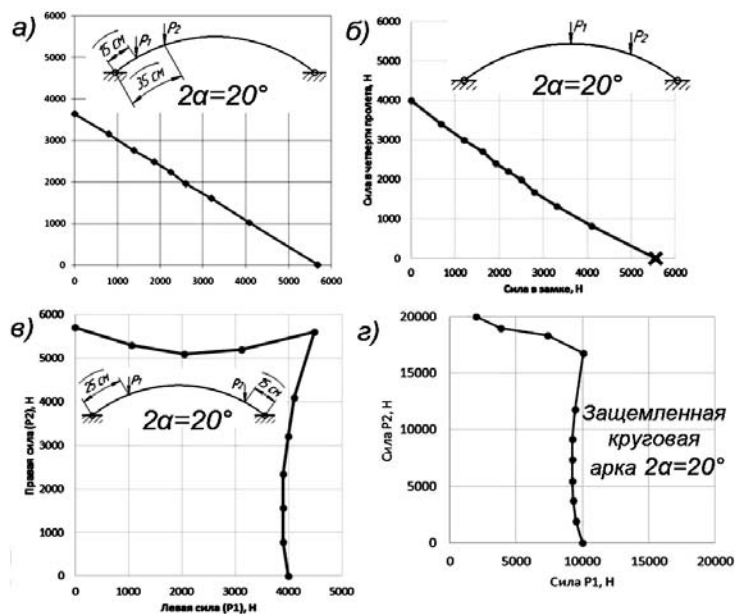 а)
15 см
P1
P2
35 см
2α=20°
6000
5000
4000
3000
2000
1000
0
0 1000 2000 3000 4000 5000 6000
б)
P1
P2
2α=20°
Сила в четверти пролета, Н
6000
5000
4000
3000
2000
1000
0
0 1000 2000 3000 4000 5000 6000
Сила в замке, Н
в)
25 см
P1
P2
15 см
2α=20°
Правая сила (P2), Н
6000
5000
4000
3000
2000
1000
0
0 1000 2000 3000 4000 5000
Левая сила (P1), Н
г)
Защемленная
круговая
арка 2α=20°
Сила P2, Н
20000
15000
10000
5000
0
0 5000 10000 15000 20000
Сила P1, Н